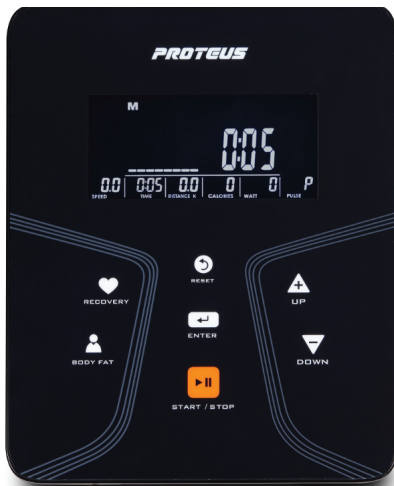 PROTEUS
M
0:05
0.0 0:05 0.0 0 0 P
SPEED TIME DISTANCE K CALORIES WATT PULSE
RESET
RECOVERY
UP
ENTER
BODY FAT
DOWN
START / STOP